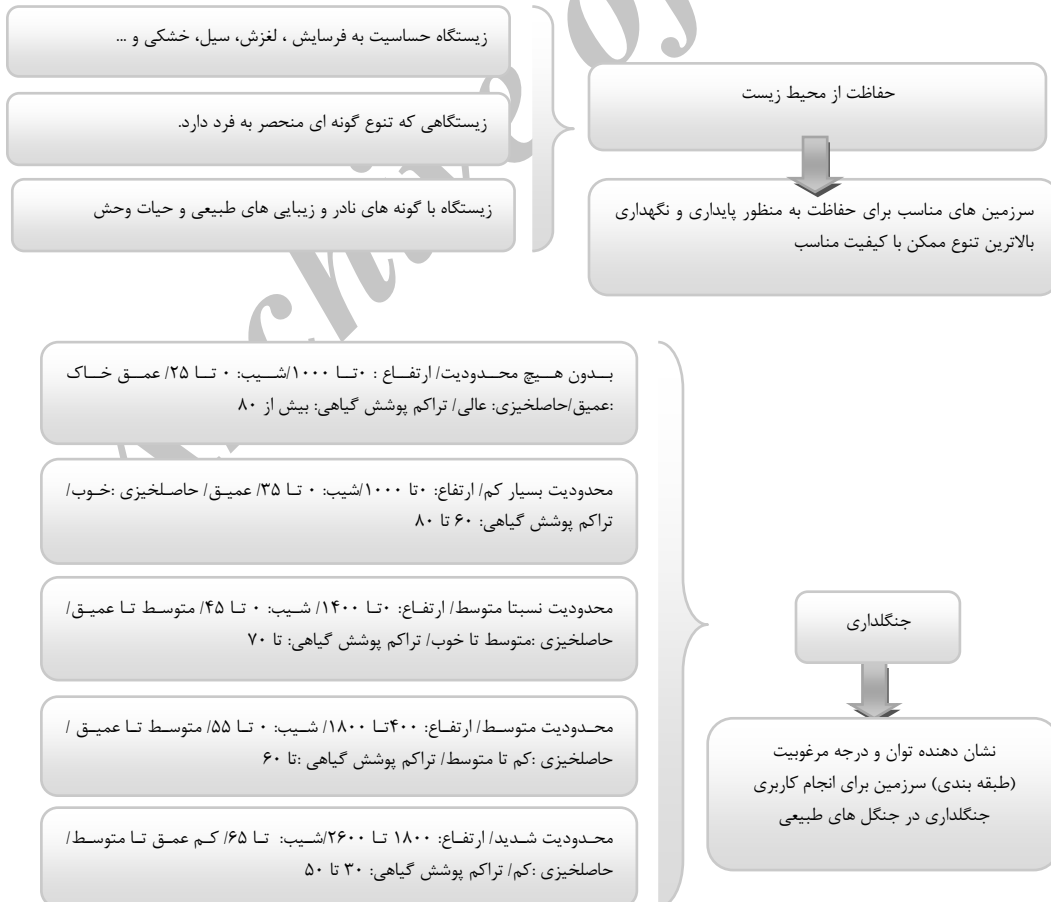 حفاظت از محیط زیست
سرزمین های مناسب برای حفاظت به منظور پایداری و نگهداری
بالاترین تنوع ممکن با کیفیت مناسب
زیستگاه حساسیت به فرسایش ، لغزش، سیل، خشکی و ...
زیستگاهی که تنوع گونه ای منحصر به فرد دارد.
زیستگاه با گونه های نادر و زیبایی های طبیعی و حیات وحش
جنگلداری
نشان دهنده توان و درجه مرغوبیت
(طبقه بندی) سرزمین برای انجام کاربری
جنگلداری در جنگل های طبیعی
بدون هیچ محدودیت/ ارتفاع : ۰تا ۱۰۰۰/شیب: ۰ تا ۲۵/ عمق خاک
:عمیق/حاصلخیزی: عالی/ تراکم پوشش گیاهی: بیش از ۸۰
محدودیت بسیار کم/ ارتفاع: ۰تا ۱۰۰۰/شیب: ۰ تا ۳۵/ عمیق/ حاصلخیزی :خوب/
تراکم پوشش گیاهی: ۶۰ تا ۸۰
محدودیت نسبتا متوسط/ ارتفاع: ۰تا ۱۴۰۰/ شیب: ۰ تا ۴۵/ متوسط تا عمیق/
حاصلخیزی :متوسط تا خوب/ تراکم پوشش گیاهی: تا ۷۰
محدودیت متوسط/ ارتفاع: ۴۰۰تا ۱۸۰۰/ شیب: ۰ تا ۵۵/ متوسط تا عمیق /
حاصلخیزی :کم تا متوسط/ تراکم پوشش گیاهی :تا ۶۰
محدودیت شدید/ ارتفاع: ۱۸۰۰ تا ۲۶۰۰/شیب: تا ۶۵/ کم عمق تا متوسط/
حاصلخیزی :کم/ تراکم پوشش گیاهی: ۳۰ تا ۵۰
Archive of